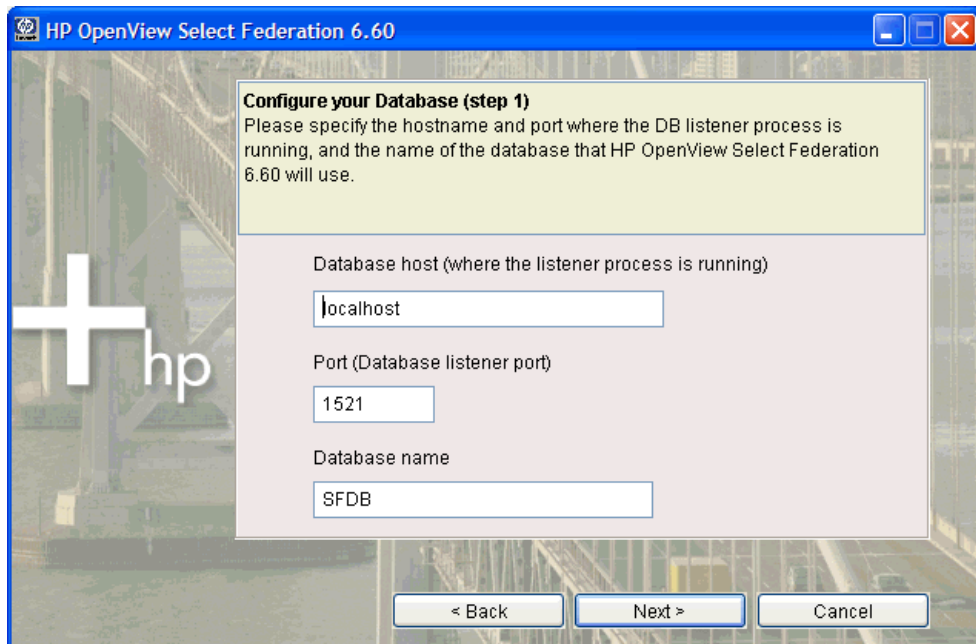 HP OpenView Select Federation 6.60
Configure your Database (step 1)
Please specify the hostname and port where the DB listener process is
running, and the name of the database that HP OpenView Select Federation
6.60 will use.
Database host (where the listener process is running)
localhost
Port (Database listener port)
1521
Database name
SFDB
hp
< Back
Next >
Cancel